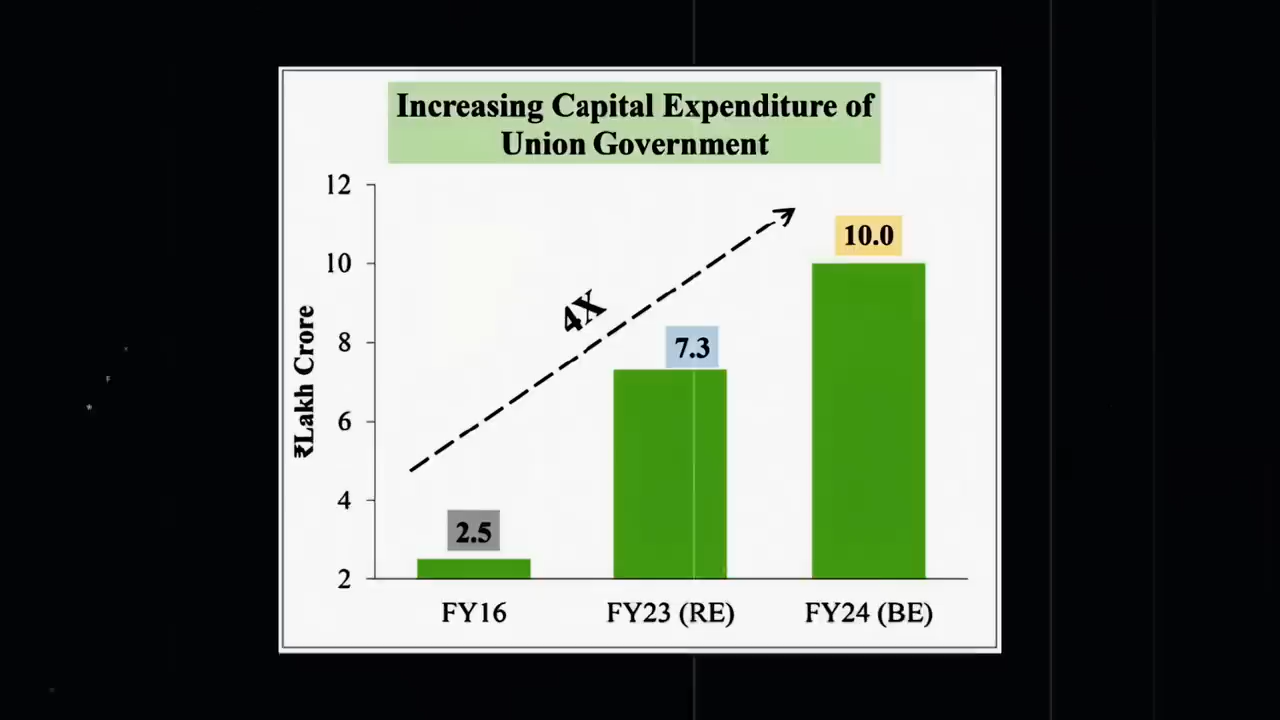 Increasing Capital Expenditure of
Union Government
12
10
8
6
4
2
₹Lakh Crore
4X
2.5
7.3
10.0
FY16
FY23 (RE)
FY24 (BE)